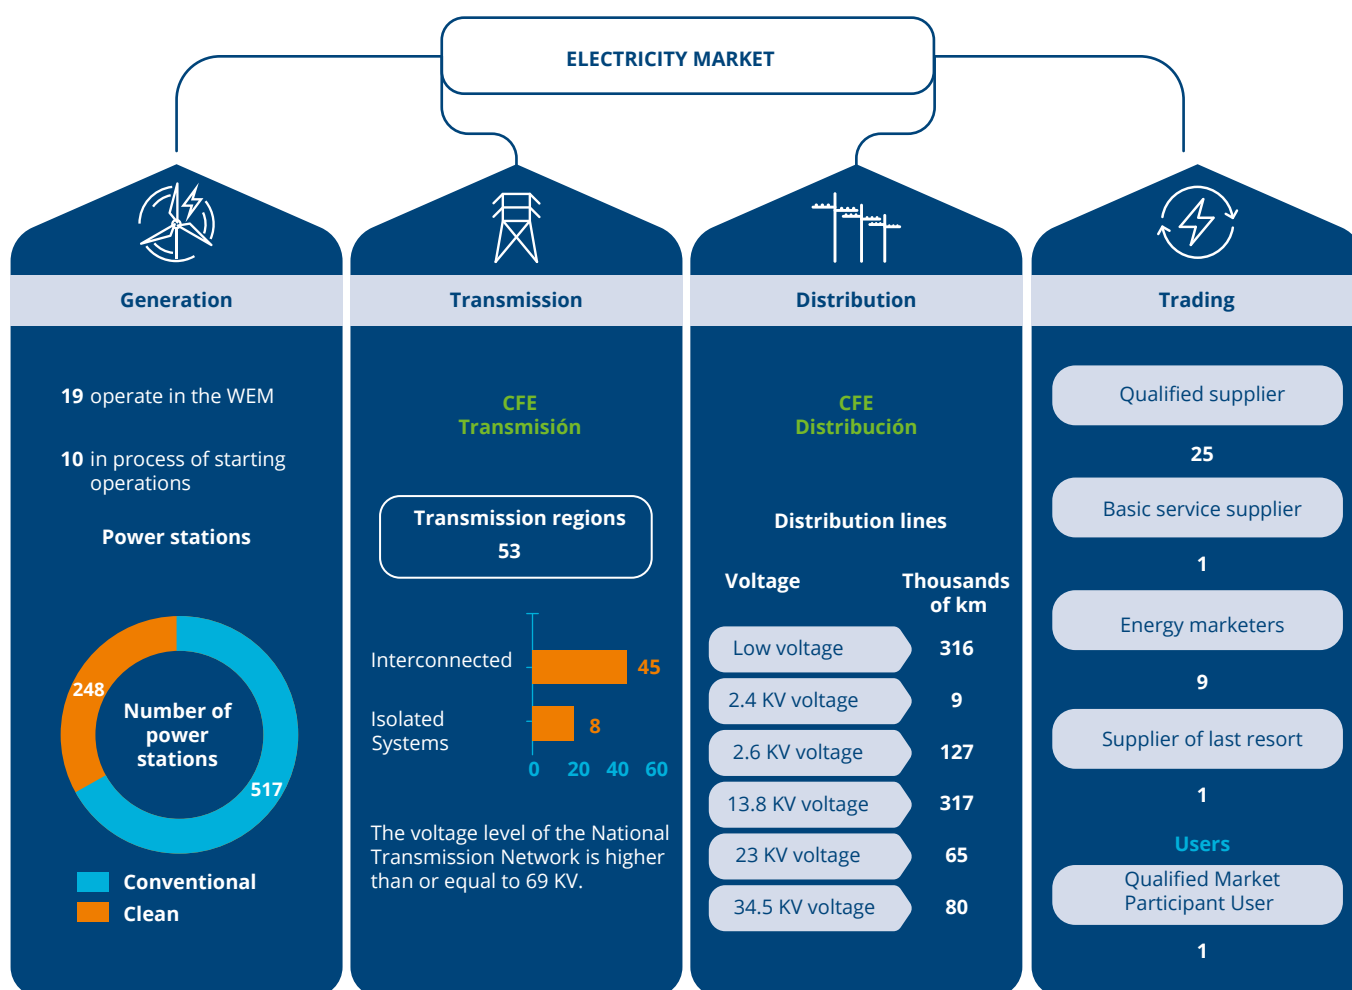 ELECTRICITY MARKET
Generation
19 operate in the WEM
10 in process of starting
operations
Power stations
248
Number of
power
stations
517
Conventional
Clean
Transmission
CFE
Transmisión
Transmission regions
53
Interconnected
45
Isolated
Systems
8
0 20 40 60
The voltage level of the National
Transmission Network is higher
than or equal to 69 KV.
Distribution
CFE
Distribución
Distribution lines
Voltage Thousands
of km
Low voltage 316
2.4 KV voltage 9
2.6 KV voltage 127
13.8 KV voltage 317
23 KV voltage 65
34.5 KV voltage 80
Trading
Qualified supplier
25
Basic service supplier
1
Energy marketers
9
Supplier of last resort
1
Users
Qualified Market
Participant User
1